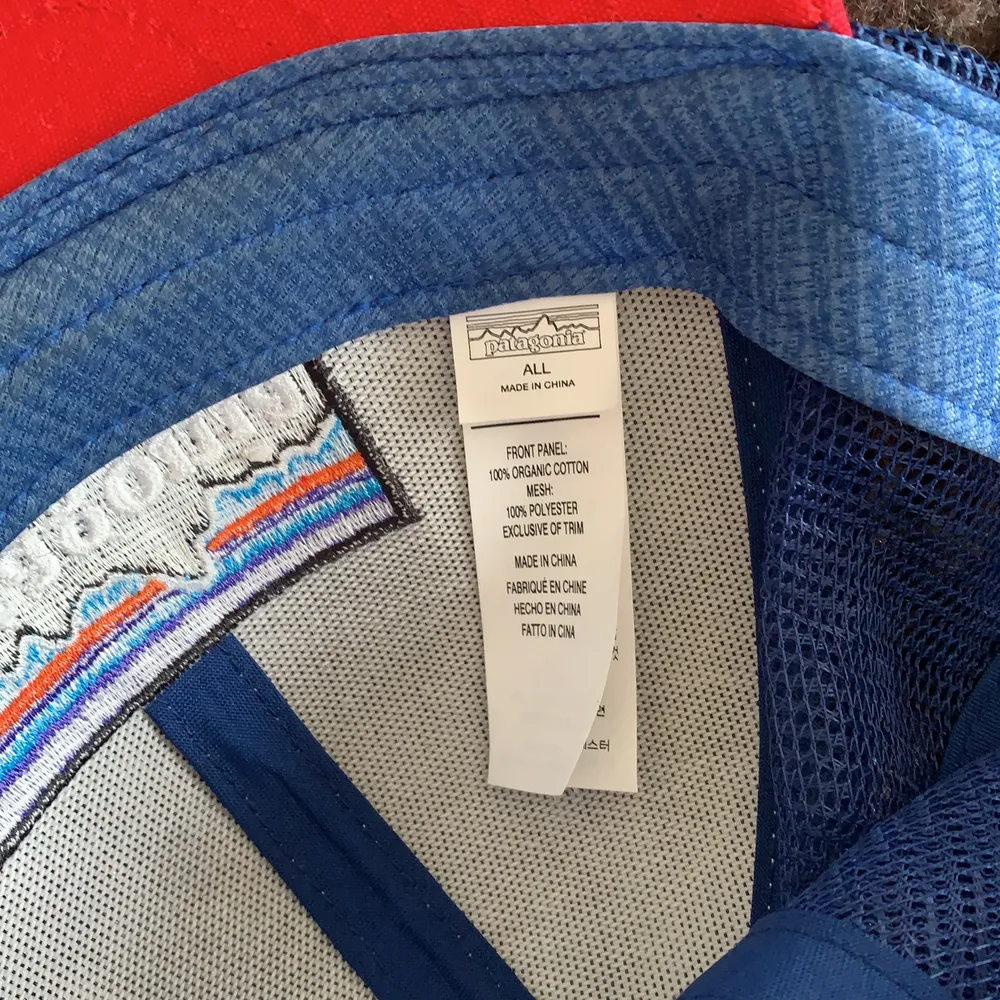 patagonia
ALL
MADE IN CHINA
FRONT PANEL:
100% ORGANIC COTTON
MESH:
100% POLYESTER
EXCLUSIVE OF TRIM
MADE IN CHINA
FABRIQUÉ EN CHINE
HECHO EN CHINA
FATTO IN CINA